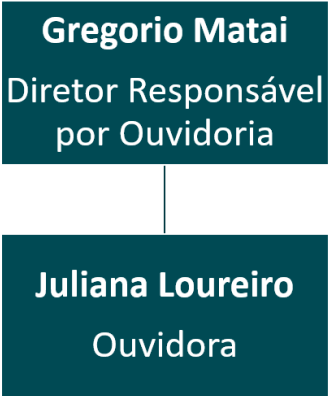 Gregorio Matai
Diretor Responsável
por Ouvidoria
Juliana Loureiro
Ouvidora